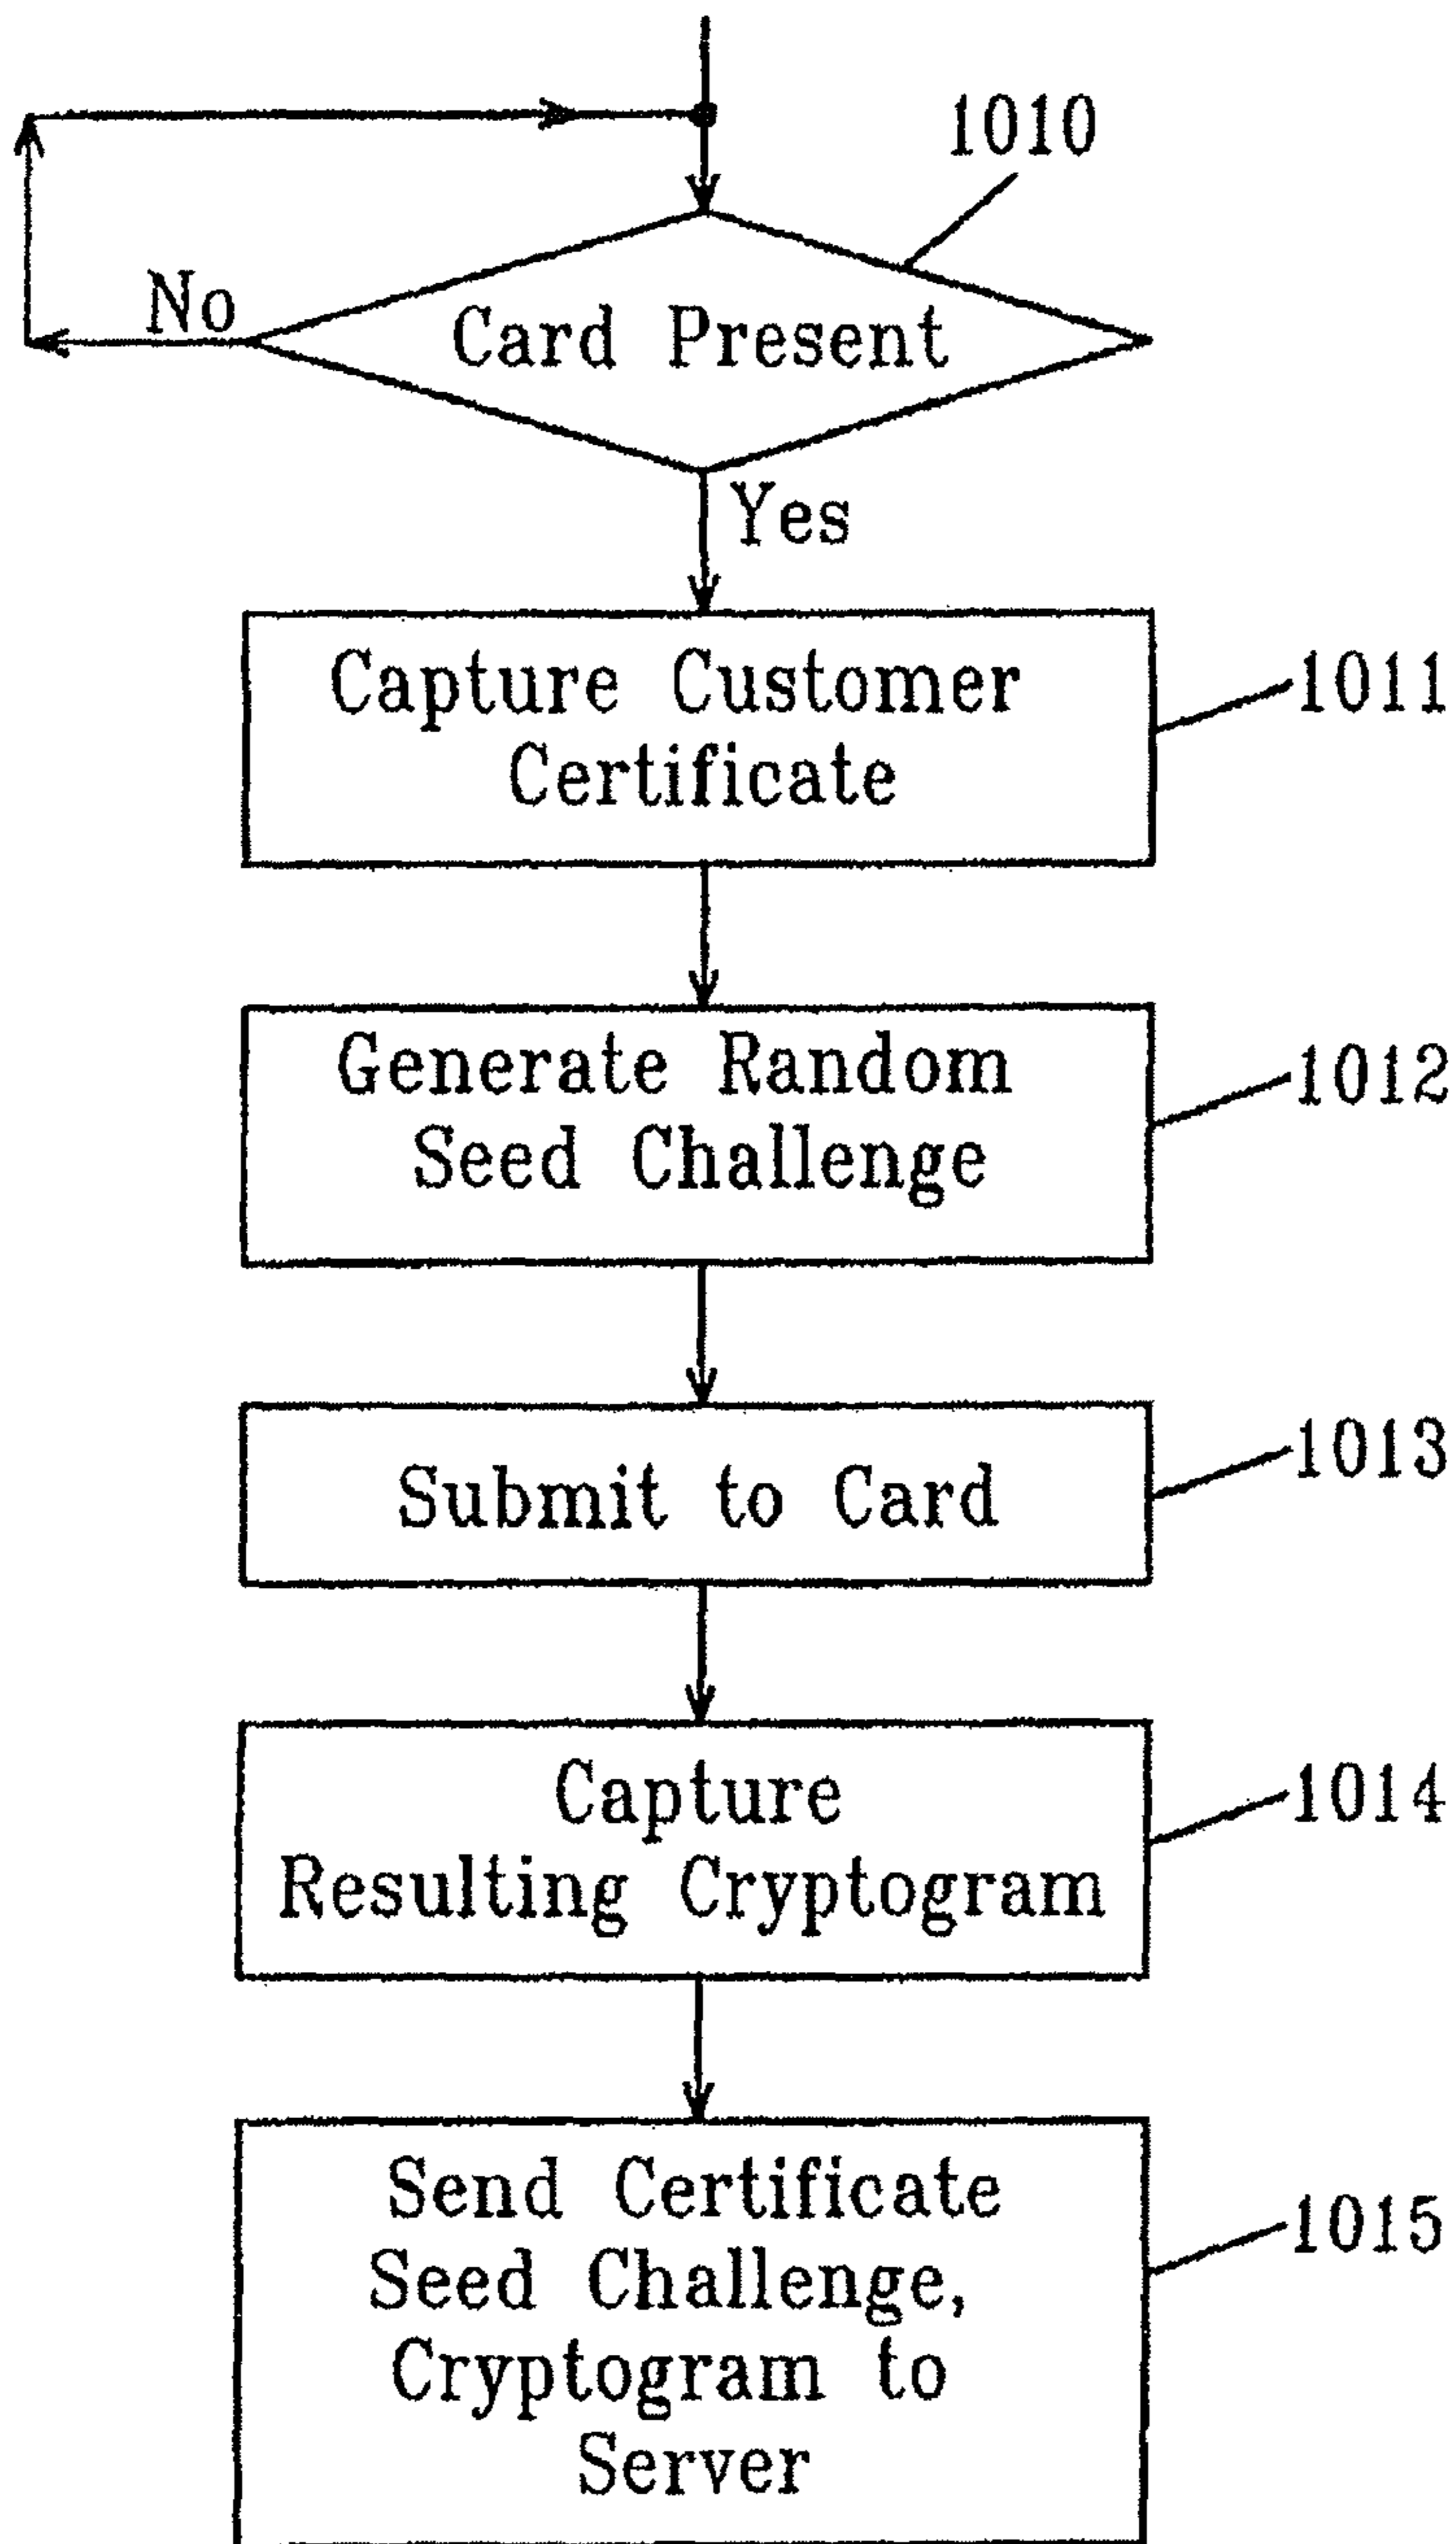 1010
No
Card Present
Yes
Capture Customer
Certificate
1011
Generate Random
Seed Challenge
1012
Submit to Card
1013
Capture
Resulting Cryptogram
1014
Send Certificate
Seed Challenge,
Cryptogram to
Server
1015